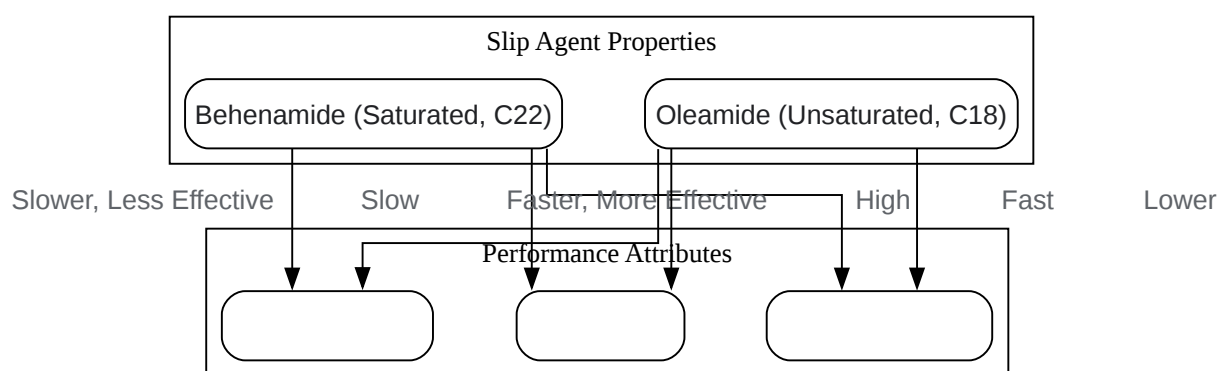 Slip Agent Properties
Behenamide (Saturated, C22)
Oleamide (Unsaturated, C18)
Slower, Less Effective
Slow
Faster, More Effective
High
Fast
Lower
Performance Attributes